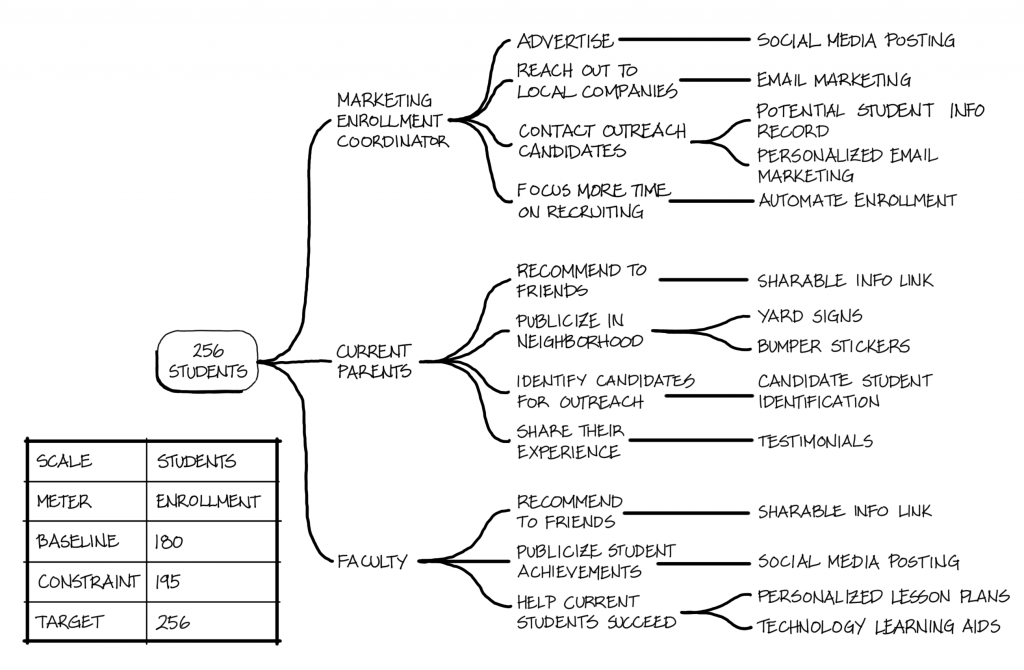 256
STUDENTS
MARKETING
ENROLLMENT
COORDINATOR
ADVERTISE
SOCIAL MEDIA POSTING
REACH OUT TO
LOCAL COMPANIES
EMAIL MARKETING
CONTACT OUTREACH
CANDIDATES
POTENTIAL STUDENT INFO
RECORD
PERSONALIZED EMAIL
MARKETING
FOCUS MORE TIME
ON RECRUITING
AUTOMATE ENROLLMENT
CURRENT
PARENTS
RECOMMEND TO
FRIENDS
SHARABLE INFO LINK
PUBLICIZE IN
NEIGHBORHOOD
YARD SIGNS
BUMPER STICKERS
IDENTIFY CANDIDATES
FOR OUTREACH
CANDIDATE STUDENT
IDENTIFICATION
SHARE THEIR
EXPERIENCE
TESTIMONIALS
FACULTY
RECOMMEND
TO FRIENDS
SHARABLE INFO LINK
PUBLICIZE STUDENT
ACHIEVEMENTS
SOCIAL MEDIA POSTING
HELP CURRENT
STUDENTS SUCCEED
PERSONALIZED LESSON PLANS
TECHNOLOGY LEARNING AIDS
SCALE STUDENTS
METER ENROLLMENT
BASELINE 180
CONSTRAINT 195
TARGET 256